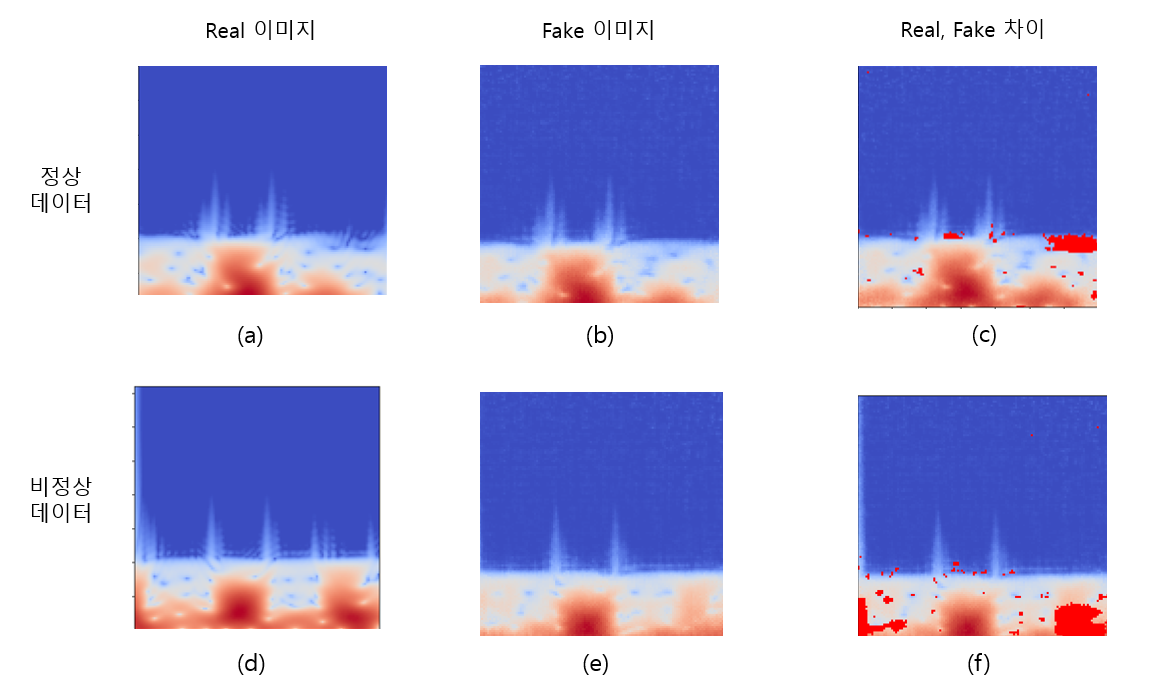 Real 이미지
Fake 이미지
Real, Fake 차이
정상
데이터
(a)
(b)
(c)
비정상
데이터
(d)
(e)
(f)